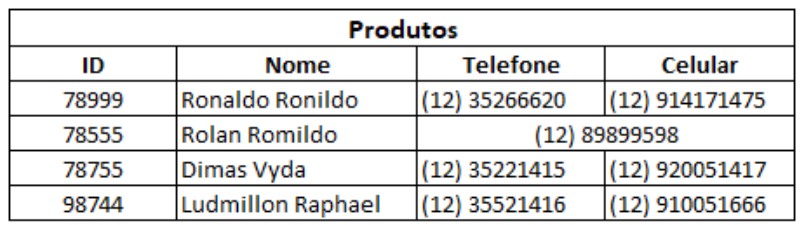 Produtos
ID Nome Telefone Celular
78999 Ronaldo Ronildo (12) 35266620 (12) 914171475
78555 Rolan Romildo (12) 89899598
78755 Dimas Vyda (12) 35221415 (12) 920051417
98744 Ludmillon Raphael (12) 35521416 (12) 910051666